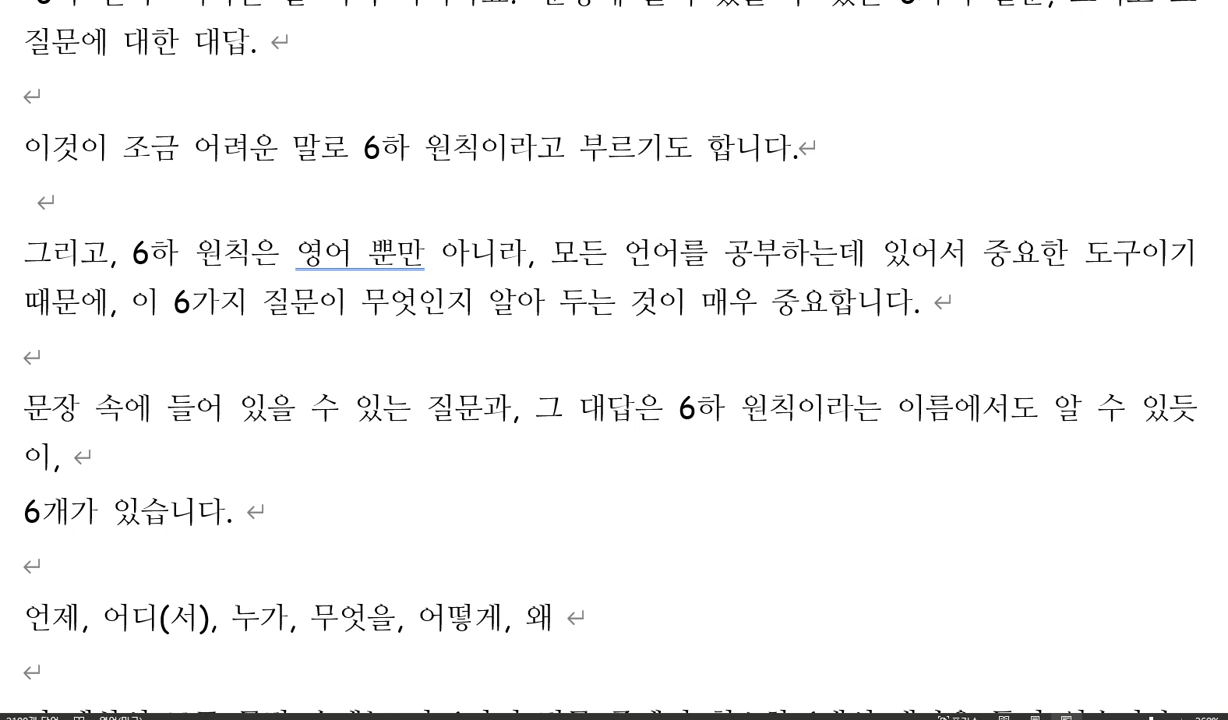 질문에 대한 대답.
이것이 조금 어려운 말로 6하 원칙이라고 부르기도 합니다.
그리고, 6하 원칙은 영어 뿐만 아니라, 모든 언어를 공부하는데 있어서 중요한 도구이기
때문에, 이 6가지 질문이 무엇인지 알아 두는 것이 매우 중요합니다.
문장 속에 들어 있을 수 있는 질문과, 그 대답은 6하 원칙이라는 이름에서도 알 수 있듯
이,
6개가 있습니다.
언제, 어디(서), 누가, 무엇을, 어떻게, 왜